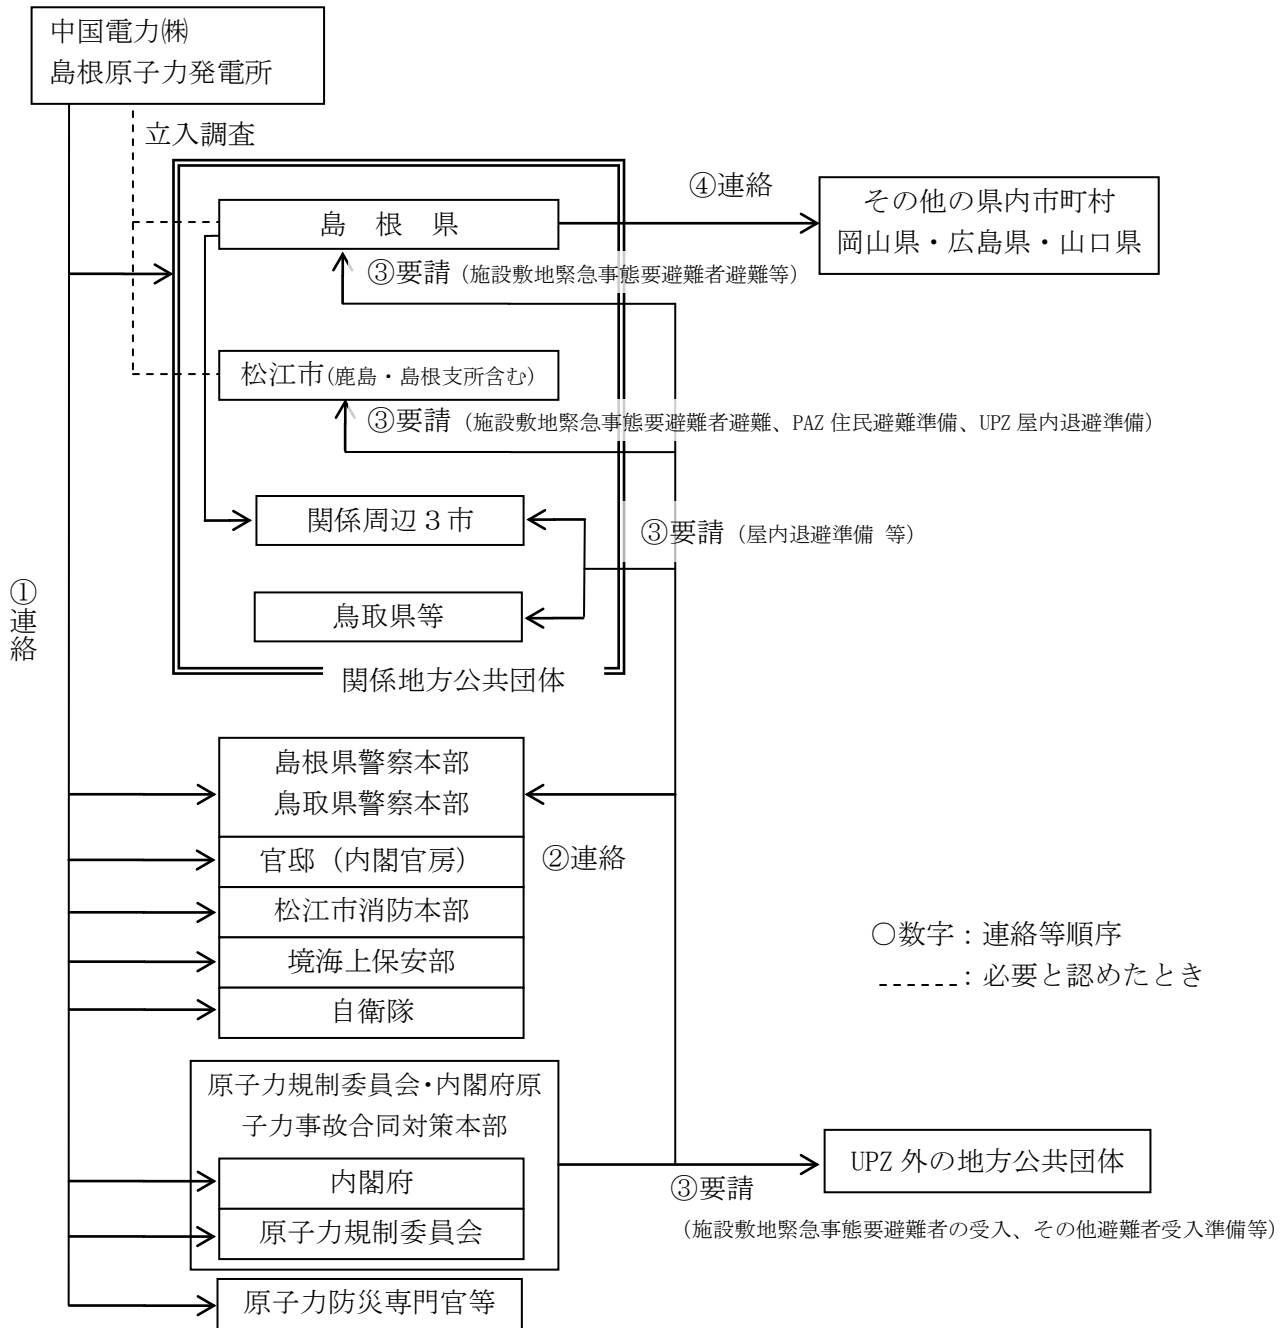 中国電力㈱
島根原子力発電所
立入調査
島　根　県
④連絡
その他の県内市町村
岡山県・広島県・山口県
③要請（施設敷地緊急事態要避難者避難等）
松江市(鹿島・島根支所含む)
③要請（施設敷地緊急事態要避難者避難、PAZ 住民避難準備、UPZ 屋内退避準備）
関係周辺３市
③要請（屋内退避準備 等）
鳥取県等
①連絡
関係地方公共団体
島根県警察本部
鳥取県警察本部
官邸（内閣官房）
②連絡
松江市消防本部
境海上保安部
自衛隊
○数字：連絡等順序
------：必要と認めたとき
原子力規制委員会・内閣府原
子力事故合同対策本部
内閣府
原子力規制委員会
UPZ 外の地方公共団体
③要請
（施設敷地緊急事態要避難者の受入、その他避難者受入準備等）
原子力防災専門官等